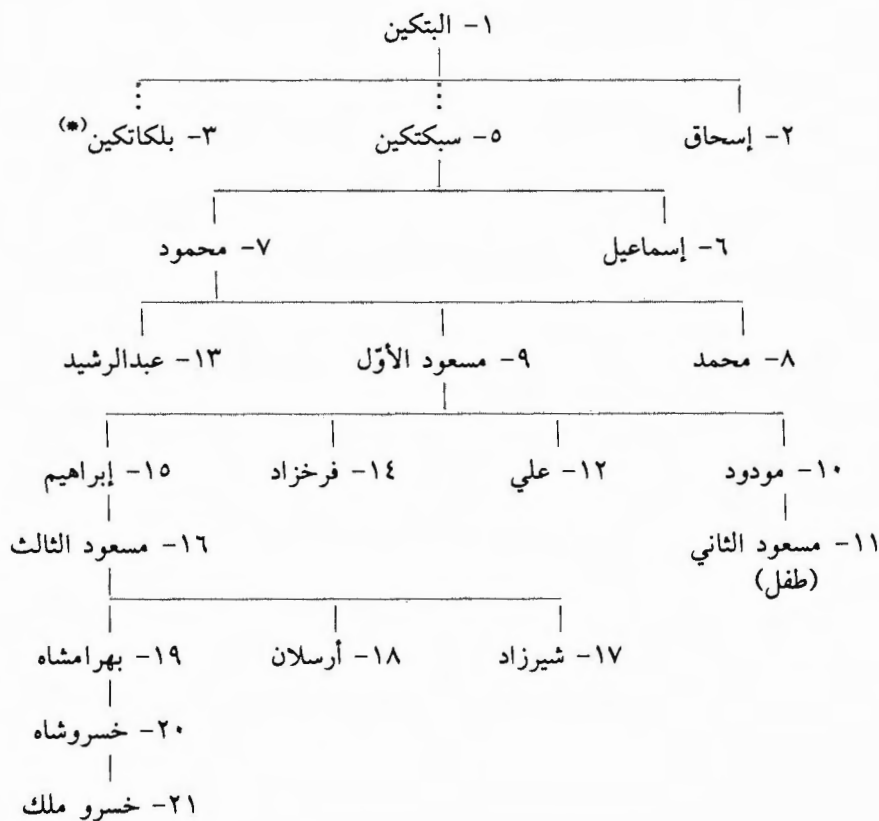 ١- البتكين
٢- إسحاق
٥- سبكتكين
٣- بلكاتكين(*)
٦- إسماعيل
٧- محمود
٨- محمد
٩- مسعود الأوّل
١٣- عبدالرشيد
١٠- مودود
١٢- علي
١٤- فرخزاد
١٥- إبراهيم
١١- مسعود الثاني
(طفل)
١٦- مسعود الثالث
١٧- شيرزاد
١٨- أرسلان
١٩- بهرامشاه
٢٠- خسروشاه
٢١- خسرو ملك